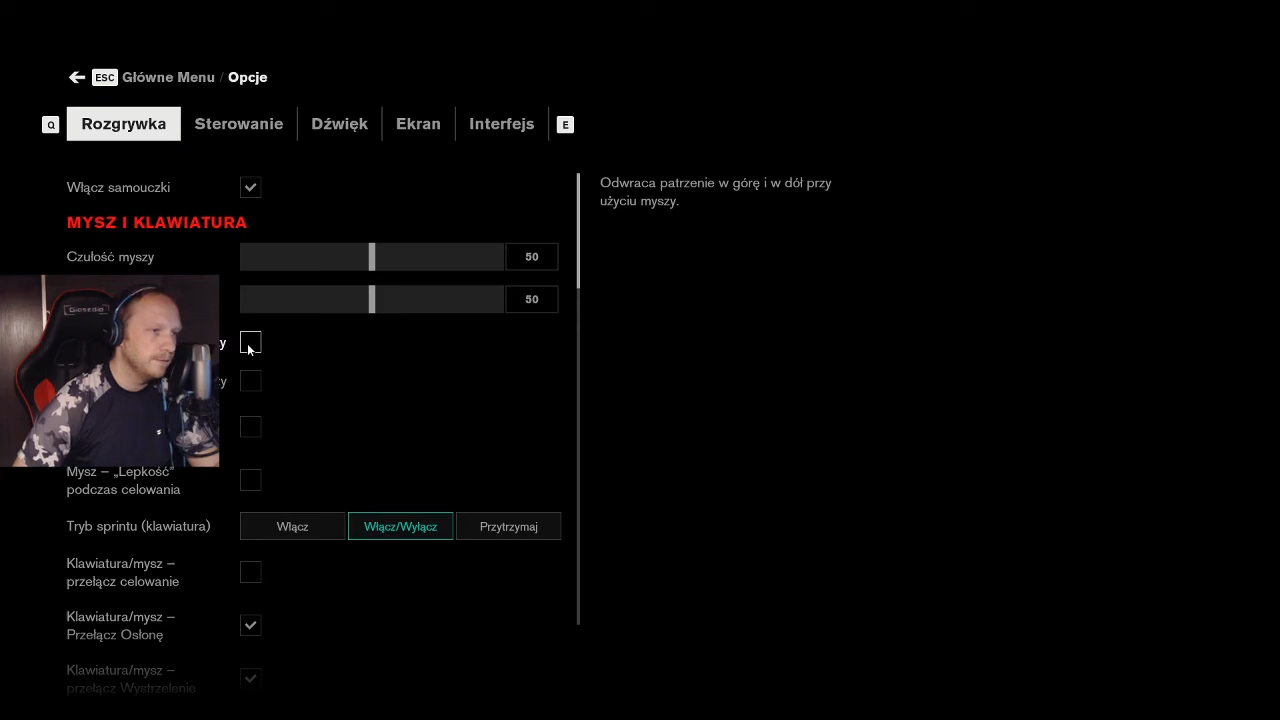 ESC Główne Menu / Opcje
Q Rozgrywka Sterowanie Dźwięk Ekran Interfejs E
Włącz samouczki
Odwraca patrzenie w górę i w dół przy
użyciu myszy.
MYSZ I KLAWIATURA
Czułość myszy 50
50
Mysz – „Lepkość”
podczas celowania
Tryb sprintu (klawiatura) Włącz Włącz/Wyłącz Przytrzymaj
Klawiatura/mysz –
przełącz celowanie
Klawiatura/mysz –
Przełącz Osłonę
Klawiatura/mysz –
przełącz Wystrzelenie